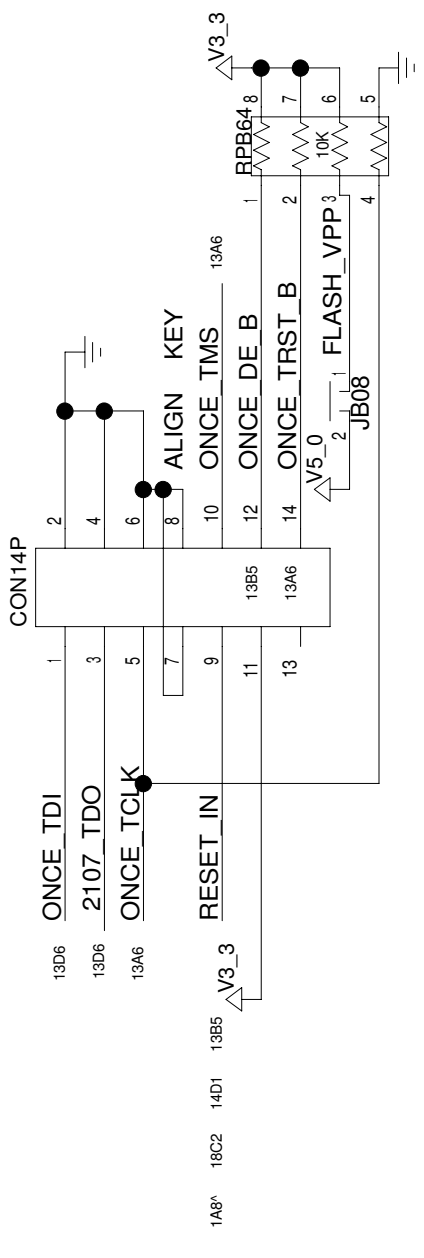 CON14P
13D6 ONCE_TDI 1 2
13D6 2107_TDO 3 4
13A6 ONCE_TCLK 5 6
7 8 ALIGN KEY
1A8^ 18C2 14D1 13B5 RESET_IN 9 10 ONCE_TMS 13A6
V3_3 11 13B5 12 ONCE_DE_B 1 8
13 13A6 14 ONCE_TRST_B 2 7
RPB64
V3_3
10K
V5_0 2 1 FLASH_VPP 3 6
JB08
4 5